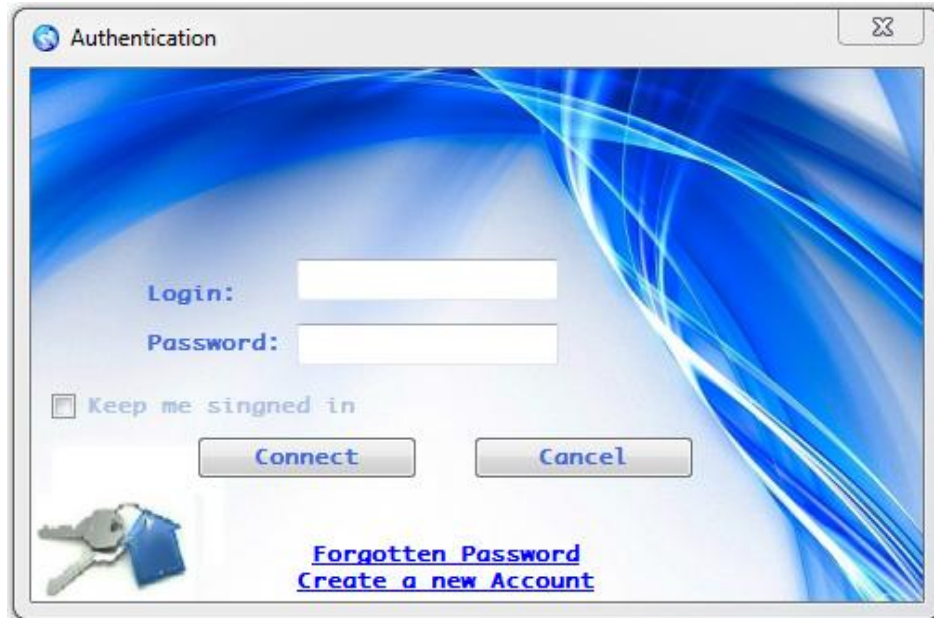 Authentication
Login:
Password:
Keep me singned in
Connect Cancel
Forgotten Password
Create a new Account